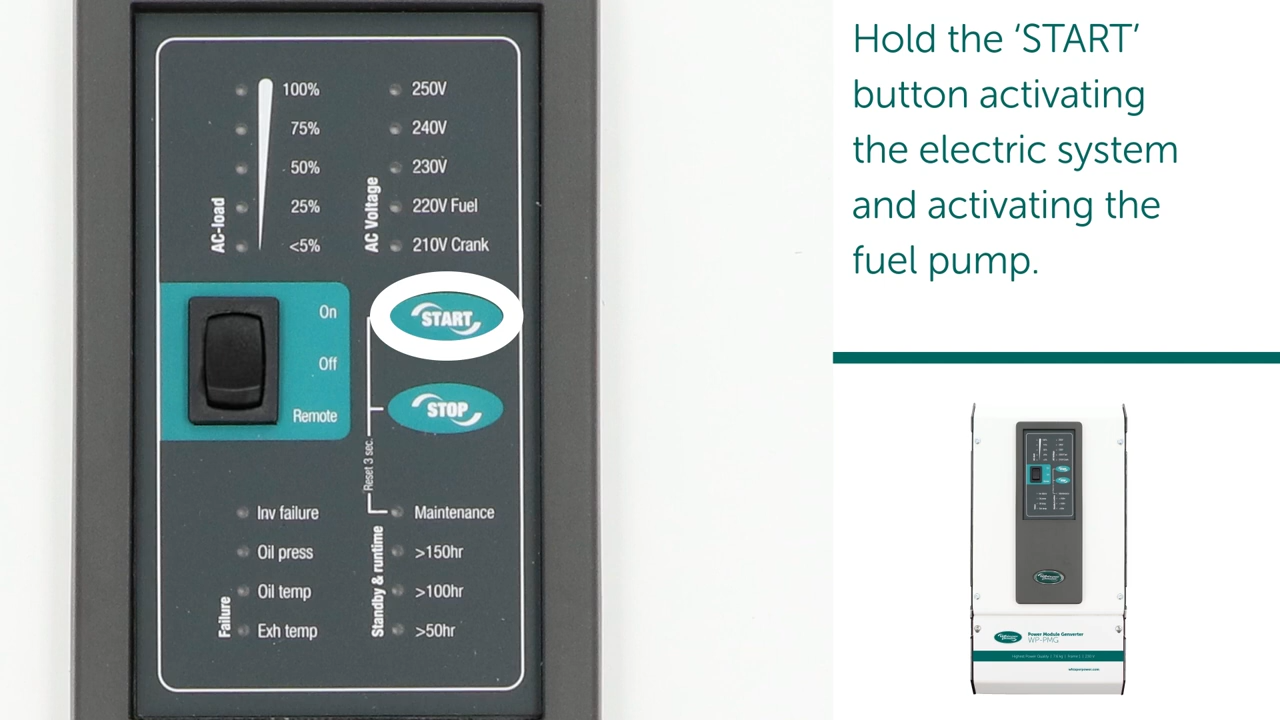 Hold the ‘START’
button activating
the electric system
and activating the
fuel pump.
AC-load
100%
75%
50%
25%
<5%
AC Voltage
250V
240V
230V
220V Fuel
210V Crank
On
Off
Remote
START
STOP
Reset 3 sec.
Failure
Inv failure
Oil press
Oil temp
Exh temp
Standby & runtime
Maintenance
>150hr
>100hr
>50hr
Power Module Genverter
WP-PMG